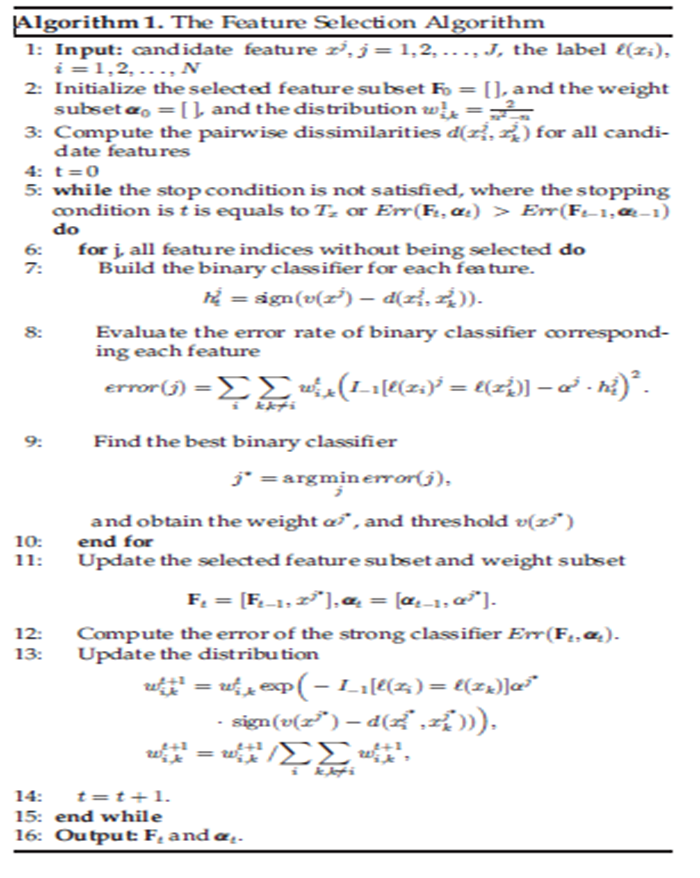 Algorithm 1. The Feature Selection Algorithm
1: Input: candidate feature x^j, j = 1,2,..., J, the label ℓ(x_i),
i = 1,2,..., N
2: Initialize the selected feature subset F_0 = [], and the weight
subset α_0 = [], and the distribution w^1_{i,k} = 2/(n²−n)
3: Compute the pairwise dissimilarities d(x^j_i, x^j_k) for all candi-
date features
4: t = 0
5: while the stop condition is not satisfied, where the stopping
condition is t is equals to T_z or Err(F_t, α_t) > Err(F_{t−1}, α_{t−1})
do
6: for j, all feature indices without being selected do
7: Build the binary classifier for each feature.
h^j_t = sign(v(x^j) − d(x^j_i, x^j_k)).
8: Evaluate the error rate of binary classifier correspond-
ing each feature
error(j) = ∑_i ∑_{k,k≠i} w^t_{i,k}(I_{−1}[ℓ(x_i)^j = ℓ(x^j_k)] − α^j · h^j_t)^2.
9: Find the best binary classifier
j* = argmin_j error(j),
and obtain the weight α^{j*}, and threshold v(x^{j*})
10: end for
11: Update the selected feature subset and weight subset
F_t = [F_{t−1}, x^{j*}], α_t = [α_{t−1}, α^{j*}].
12: Compute the error of the strong classifier Err(F_t, α_t).
13: Update the distribution
w^{t+1}_{i,k} = w^t_{i,k} exp(− I_{−1}[ℓ(x_i) = ℓ(x_k)]α^{j*}
· sign(v(x^{j*}) − d(x^{j*}_i, x^{j*}_k))),
w^{t+1}_{i,k} = w^{t+1}_{i,k} / ∑_i ∑_{k,k≠i} w^{t+1}_{i,k},
14: t = t + 1.
15: end while
16: Output: F_t and α_t.